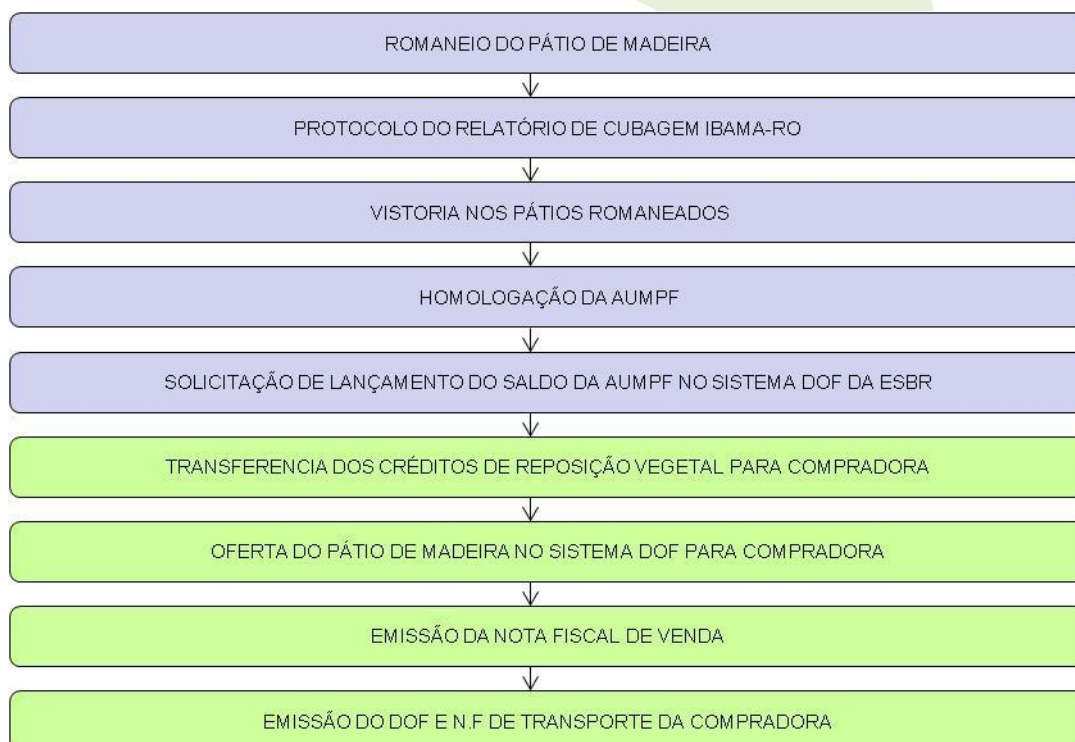 ROMANEIO DO PÁTIO DE MADEIRA
PROTOCOLO DO RELATÓRIO DE CUBAGEM IBAMA-RO
VISTORIA NOS PÁTIOS ROMANEADOS
HOMOLOGAÇÃO DA AUMPF
SOLICITAÇÃO DE LANÇAMENTO DO SALDO DA AUMPF NO SISTEMA DOF DA ESBR
TRANSFERENCIA DOS CRÉDITOS DE REPOSIÇÃO VEGETAL PARA COMPRADORA
OFERTA DO PÁTIO DE MADEIRA NO SISTEMA DOF PARA COMPRADORA
EMISSÃO DA NOTA FISCAL DE VENDA
EMISSÃO DO DOF E N.F DE TRANSPORTE DA COMPRADORA